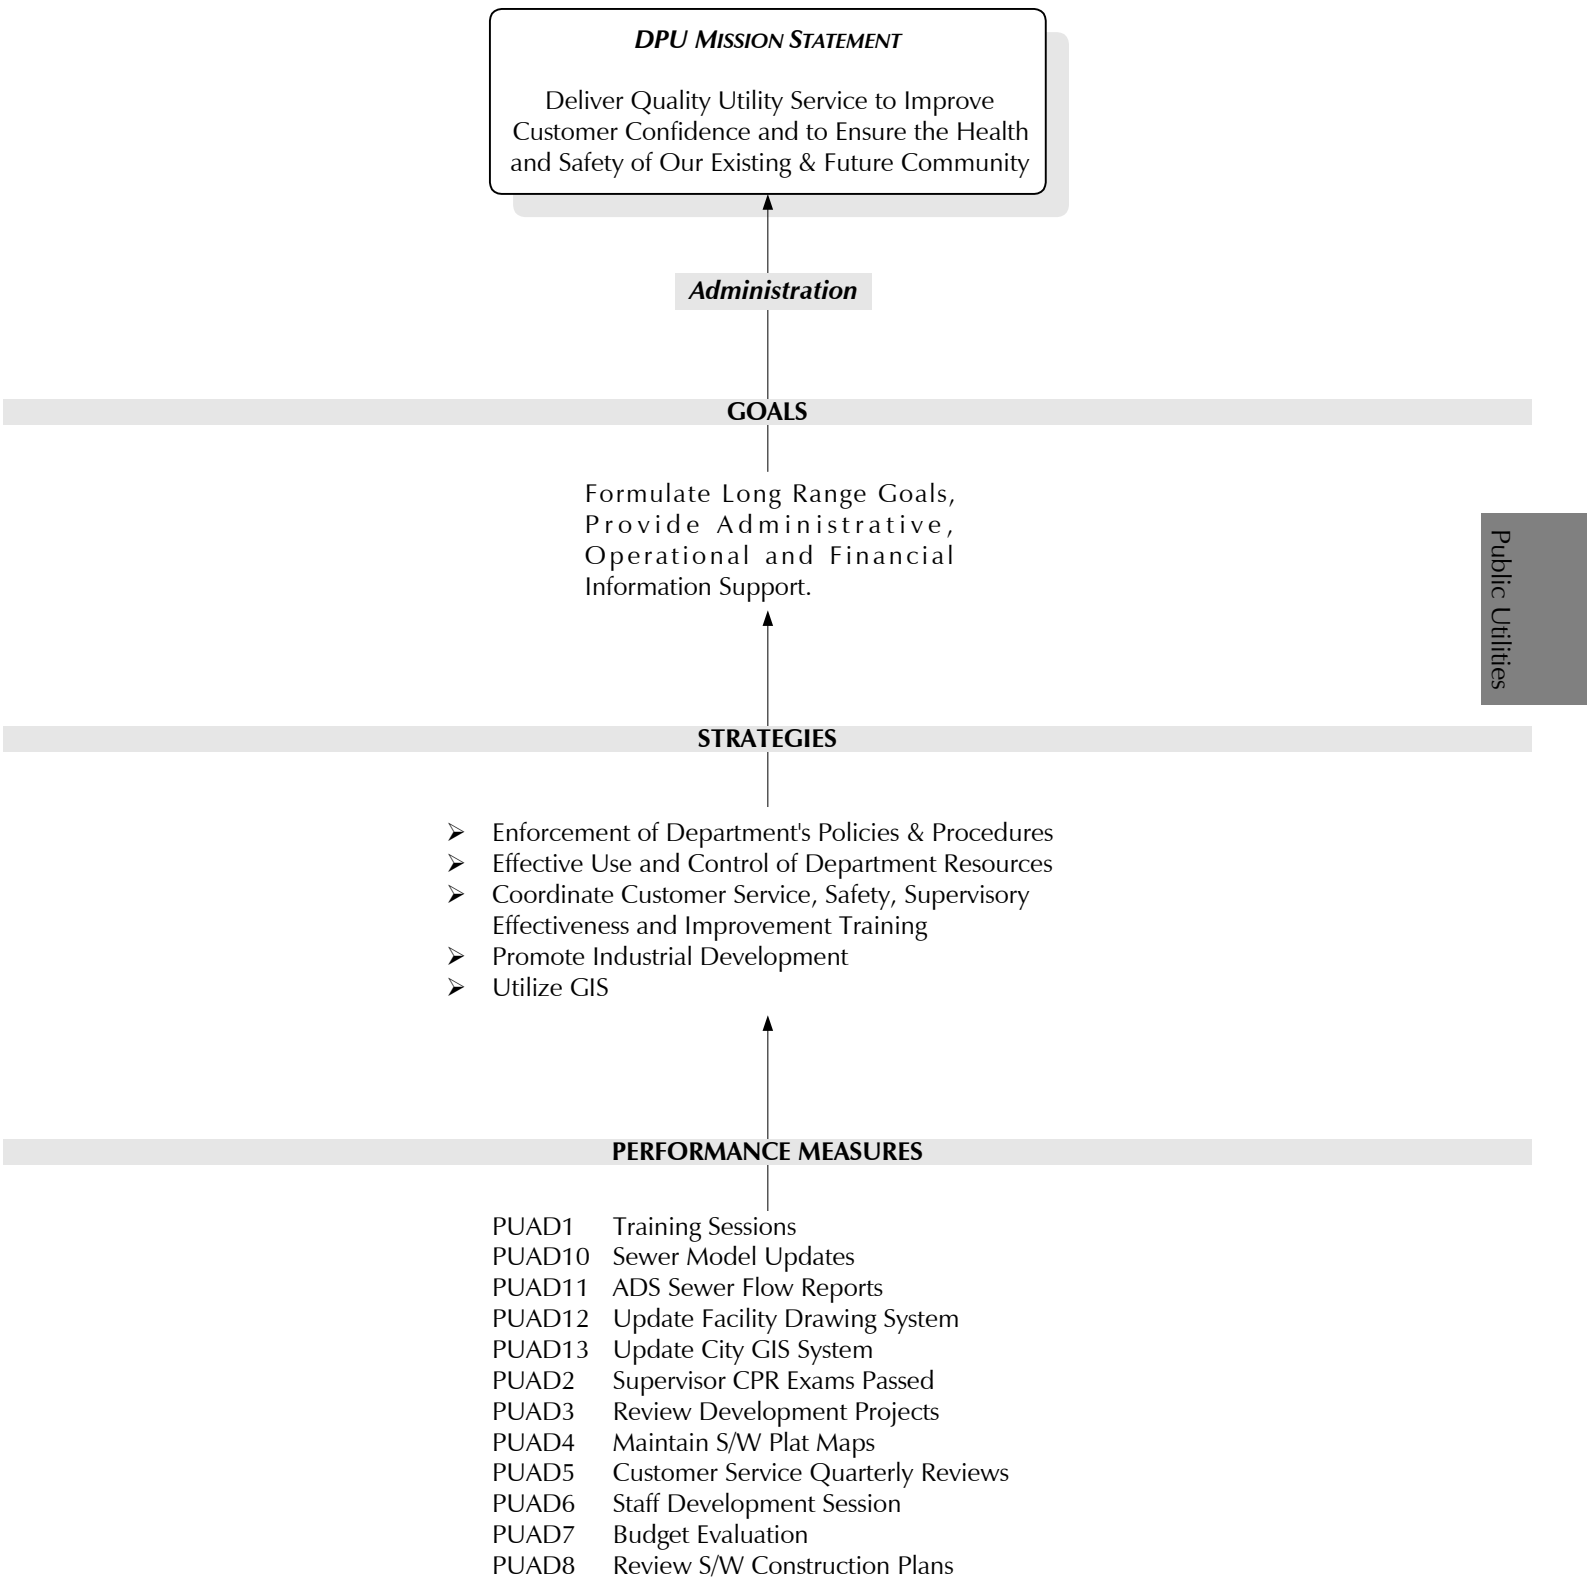 DPU MISSION STATEMENT
Deliver Quality Utility Service to Improve
Customer Confidence and to Ensure the Health
and Safety of Our Existing & Future Community
Administration
GOALS
Formulate Long Range Goals,
Provide Administrative,
Operational and Financial
Information Support.
Public Utilities
STRATEGIES
➢ Enforcement of Department's Policies & Procedures
➢ Effective Use and Control of Department Resources
➢ Coordinate Customer Service, Safety, Supervisory
Effectiveness and Improvement Training
➢ Promote Industrial Development
➢ Utilize GIS
PERFORMANCE MEASURES
PUAD1 Training Sessions
PUAD10 Sewer Model Updates
PUAD11 ADS Sewer Flow Reports
PUAD12 Update Facility Drawing System
PUAD13 Update City GIS System
PUAD2 Supervisor CPR Exams Passed
PUAD3 Review Development Projects
PUAD4 Maintain S/W Plat Maps
PUAD5 Customer Service Quarterly Reviews
PUAD6 Staff Development Session
PUAD7 Budget Evaluation
PUAD8 Review S/W Construction Plans